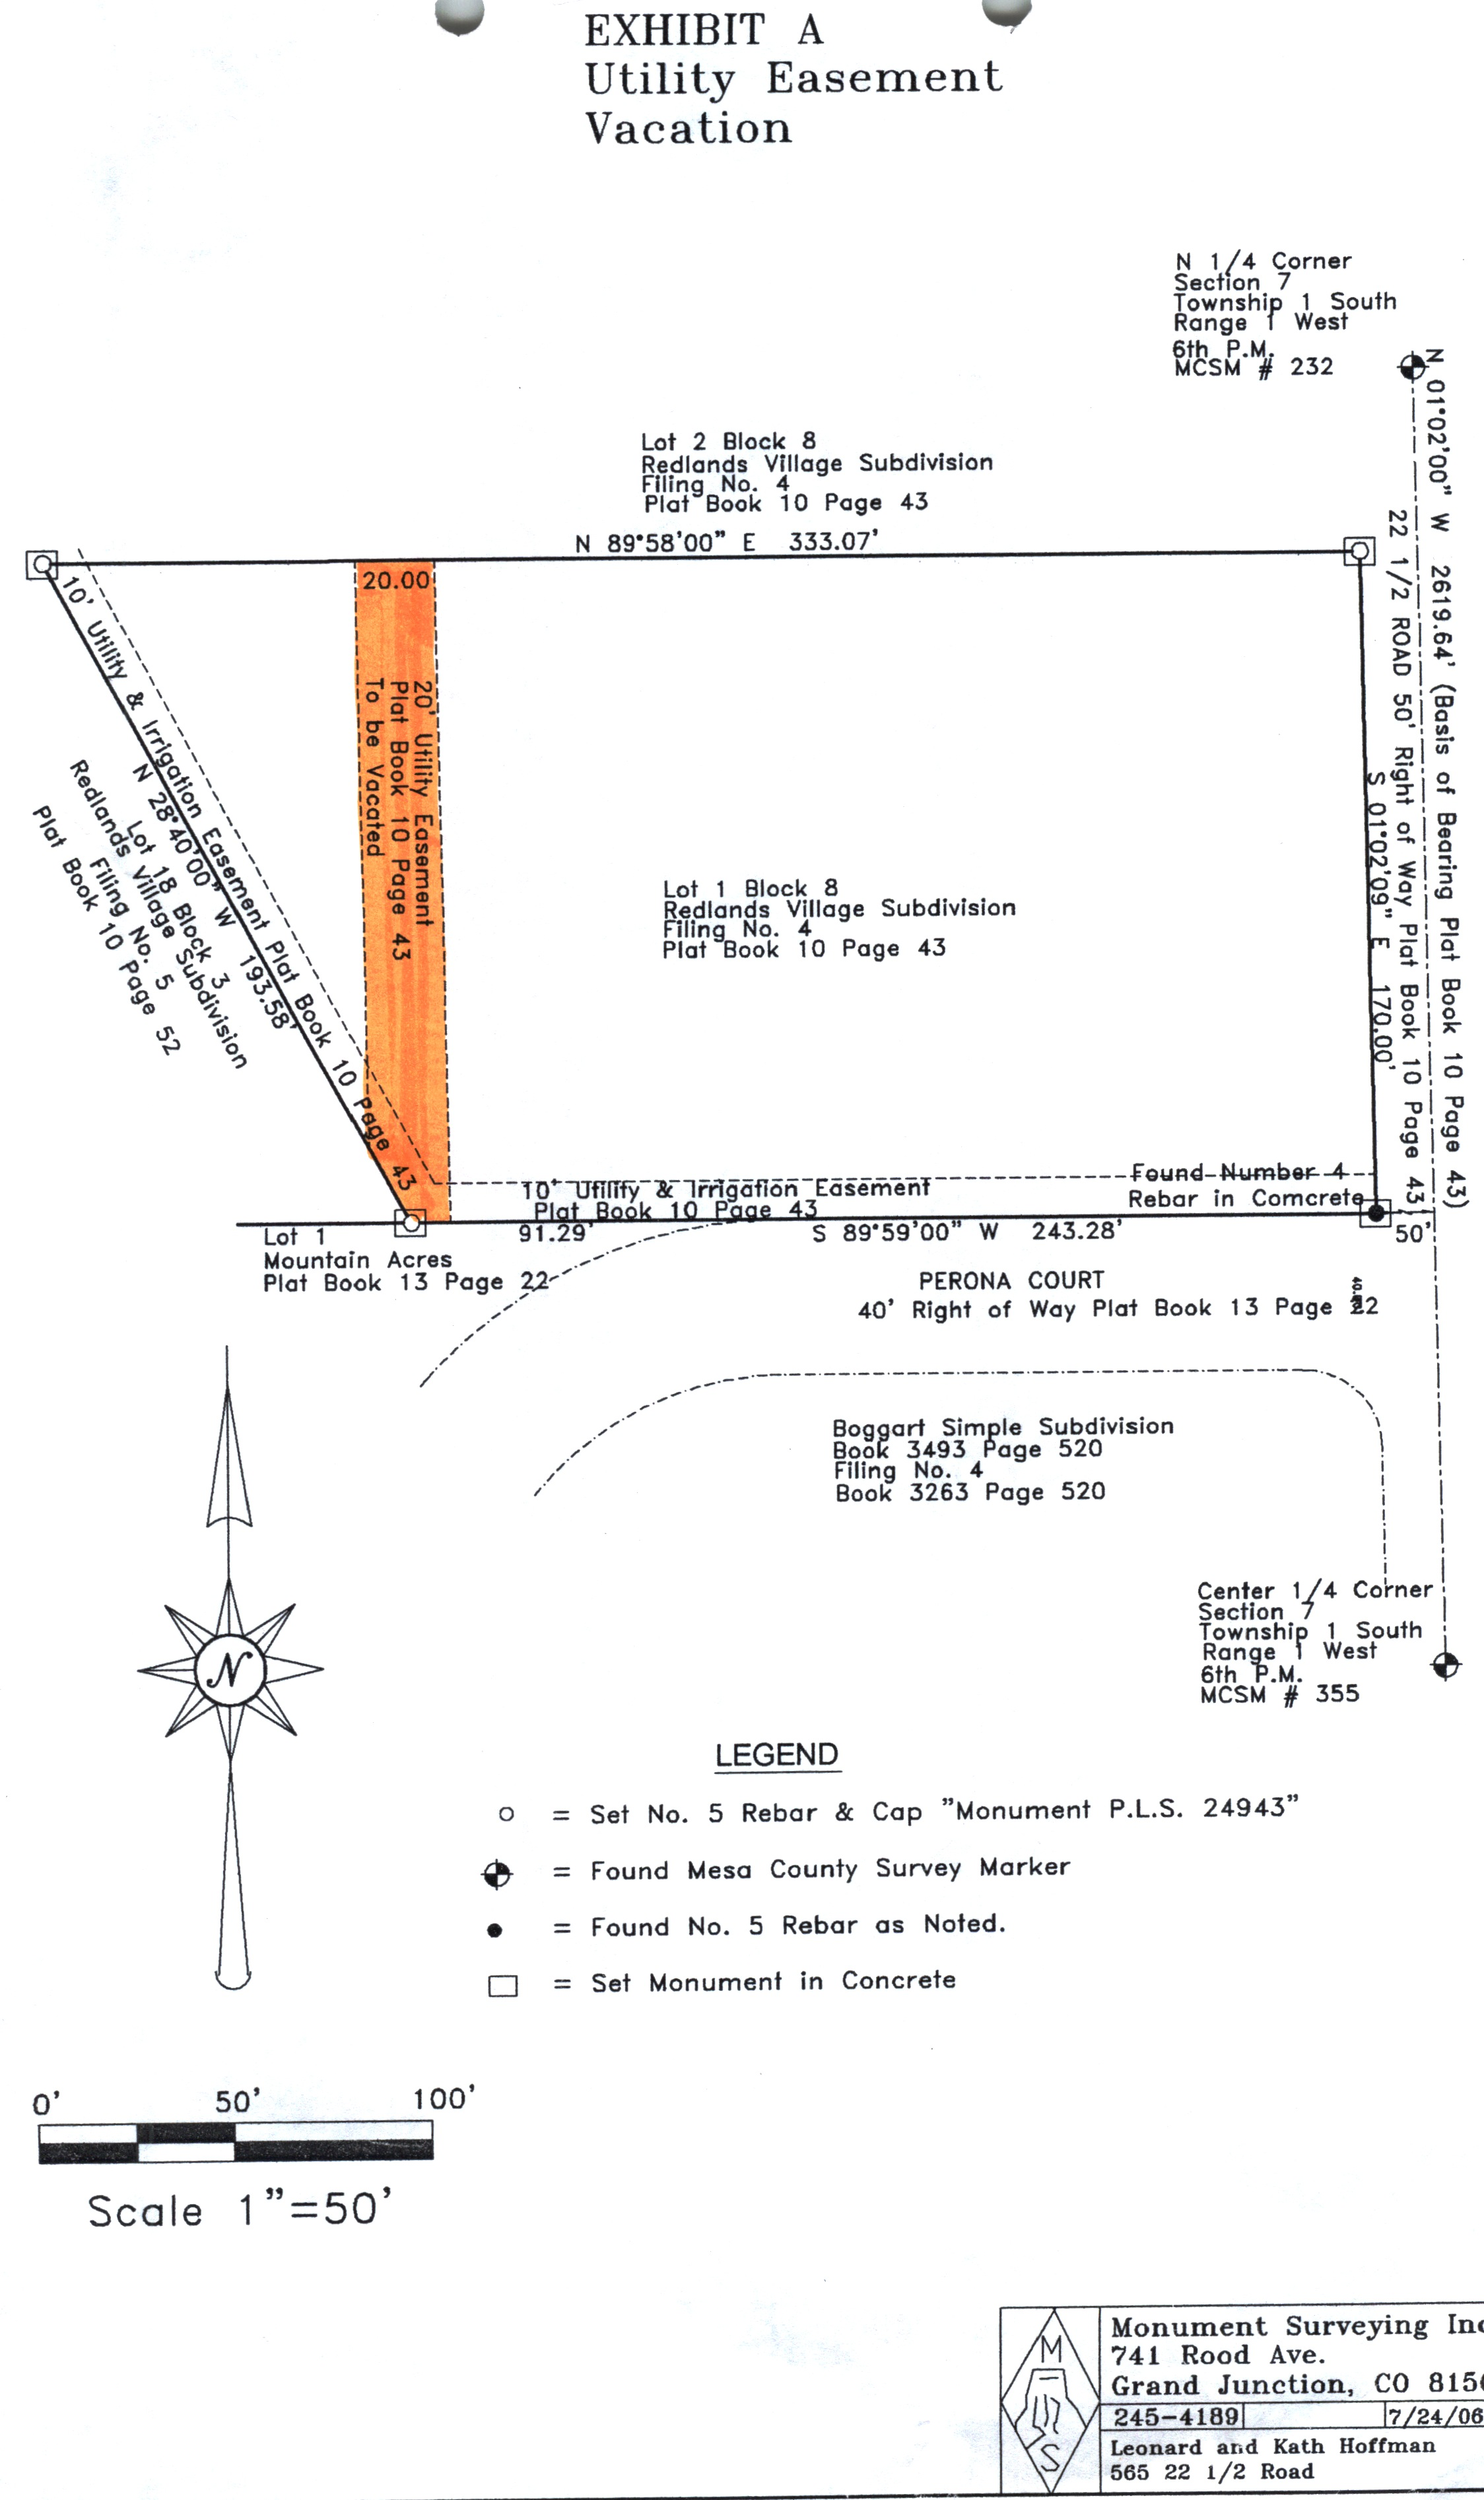 EXHIBIT A
Utility Easement
Vacation
N 1/4 Corner
Section 7
Township 1 South
Range 1 West
6th P.M.
MCSM # 232
N 01°02'00" W 2619.64' (Basis of Bearing Plat Book 10 Page 43)
22 1/2 ROAD 50' Right of Way Plat Book 10 Page 43
Lot 2 Block 8
Redlands Village Subdivision
Filing No. 4
Plat Book 10 Page 43
N 89°58'00" E 333.07'
20.00
10' Utility & Irrigation Easement Plat Book 10 Page 43
N 28°40'00" W 193.58'
Lot 18 Block 3
Redlands Village Subdivision
Filing No. 5
Plat Book 10 Page 52
20' Utility Easement
Plat Book 10 Page 43
To be Vacated
Lot 1 Block 8
Redlands Village Subdivision
Filing No. 4
Plat Book 10 Page 43
S 01°02'09" E 170.00'
10' Utility & Irrigation Easement
Plat Book 10 Page 43
Found Number 4
Rebar in Comcrete
91.29'
S 89°59'00" W 243.28'
50'
Lot 1
Mountain Acres
Plat Book 13 Page 22
PERONA COURT
40' Right of Way Plat Book 13 Page 22
Boggart Simple Subdivision
Book 3493 Page 520
Filing No. 4
Book 3263 Page 520
Center 1/4 Corner
Section 7
Township 1 South
Range 1 West
6th P.M.
MCSM # 355
N
LEGEND
= Set No. 5 Rebar & Cap "Monument P.L.S. 24943"
= Found Mesa County Survey Marker
= Found No. 5 Rebar as Noted.
= Set Monument in Concrete
0' 50' 100'
Scale 1"=50'
M
S
Monument Surveying Inc
741 Rood Ave.
Grand Junction, CO 8150
245-4189
7/24/06
Leonard and Kath Hoffman
565 22 1/2 Road